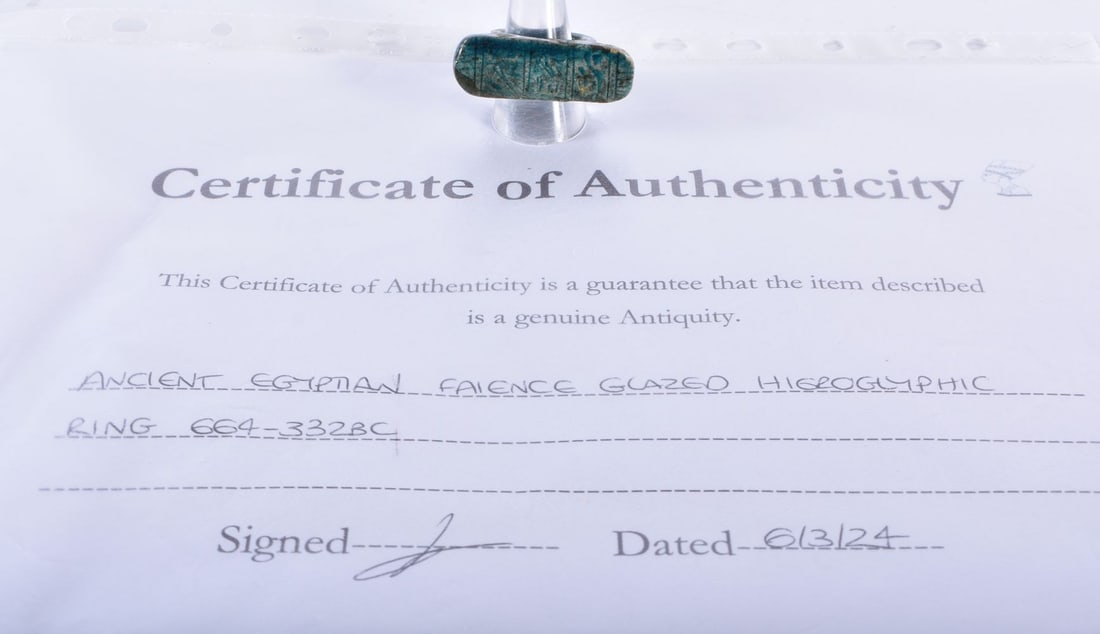 Certificate of Authenticity
This Certificate of Authenticity is a guarantee that the item described
is a genuine Antiquity.
ANCIENT EGYPTIAN FAIENCE GLAZED HIEROGLYPHIC
RING 664-332BC
Signed Dated 6/3/24